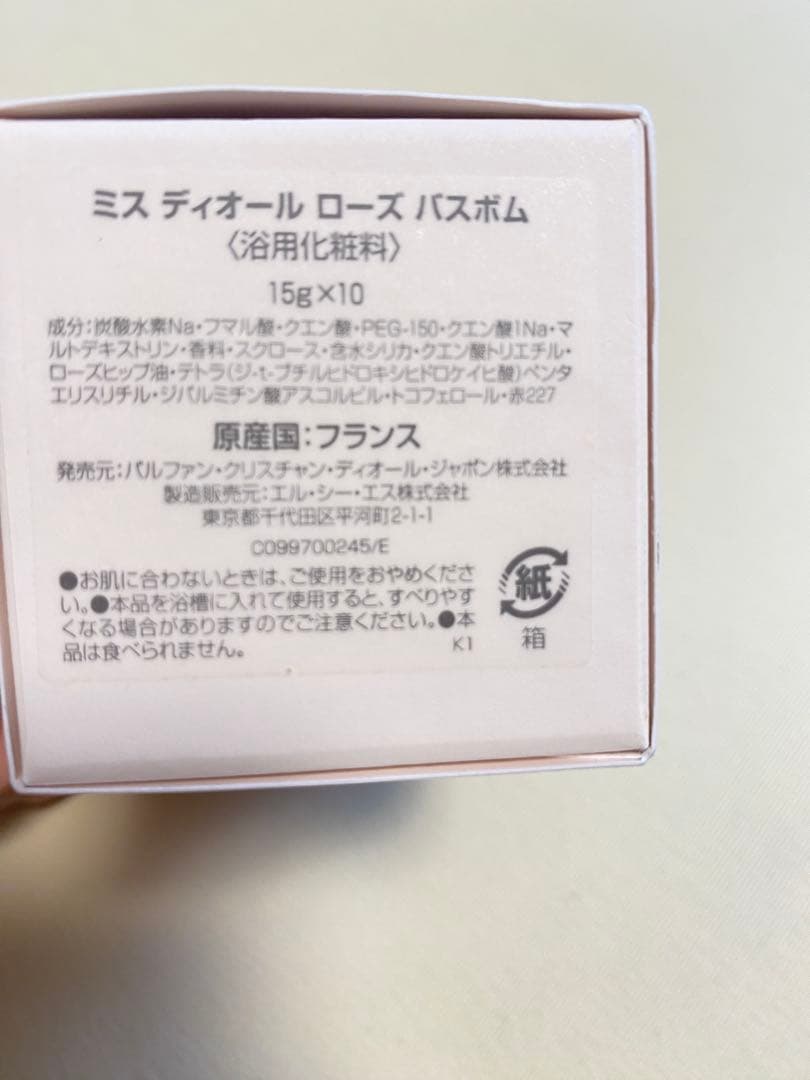 ミス ディオール ローズ バスボム
〈浴用化粧料〉
15g×10
成分:炭酸水素Na・フマル酸・クエン酸・PEG-150・クエン酸1Na・マ
ルトデキストリン・香料・スクロース・含水シリカ・クエン酸トリエチル・
ローズヒップ油・テトラ(ジ-t-ブチルヒドロキシヒドロケイヒ酸)ペンタ
エリスリチル・ジパルミチン酸アスコルビル・トコフェロール・赤227
原産国:フランス
発売元:パルファン・クリスチャン・ディオール・ジャポン株式会社
製造販売元:エル・シー・エス株式会社
東京都千代田区平河町2-1-1
C099700245/E
●お肌に合わないときは、ご使用をおやめくださ
い。●本品を浴槽に入れて使用すると、すべりやす
くなる場合がありますのでご注意ください。●本
品は食べられません。
紙
箱
K1